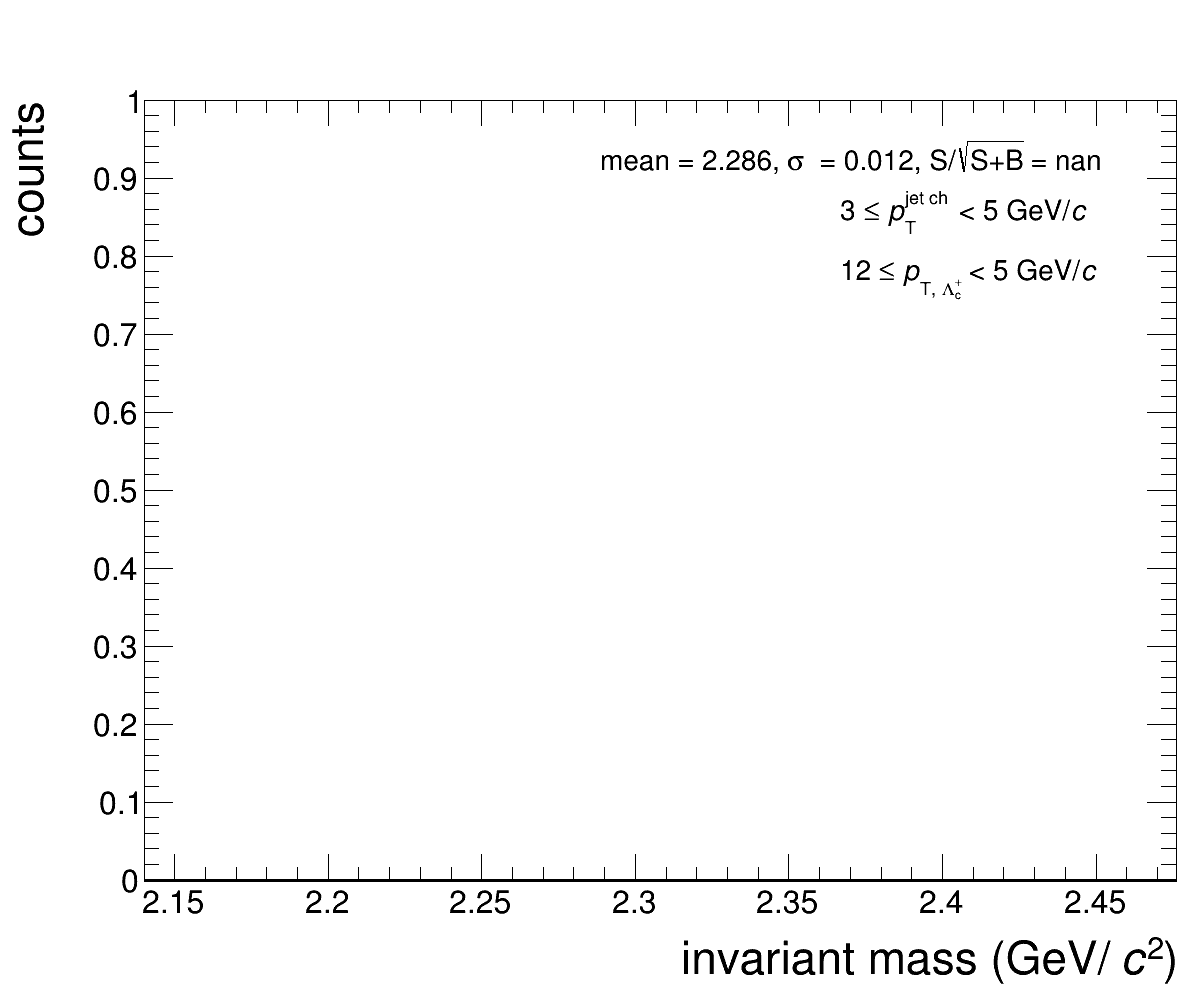 counts
1
mean = 2.286, σ = 0.012, S/√S+B = nan
0.9
3 ≤ p_T^jet ch < 5 GeV/c
0.8
12 ≤ p_T, Λ_c^+ < 5 GeV/c
0.7
0.6
0.5
0.4
0.3
0.2
0.1
0
2.15 2.2 2.25 2.3 2.35 2.4 2.45
invariant mass (GeV/ c²)